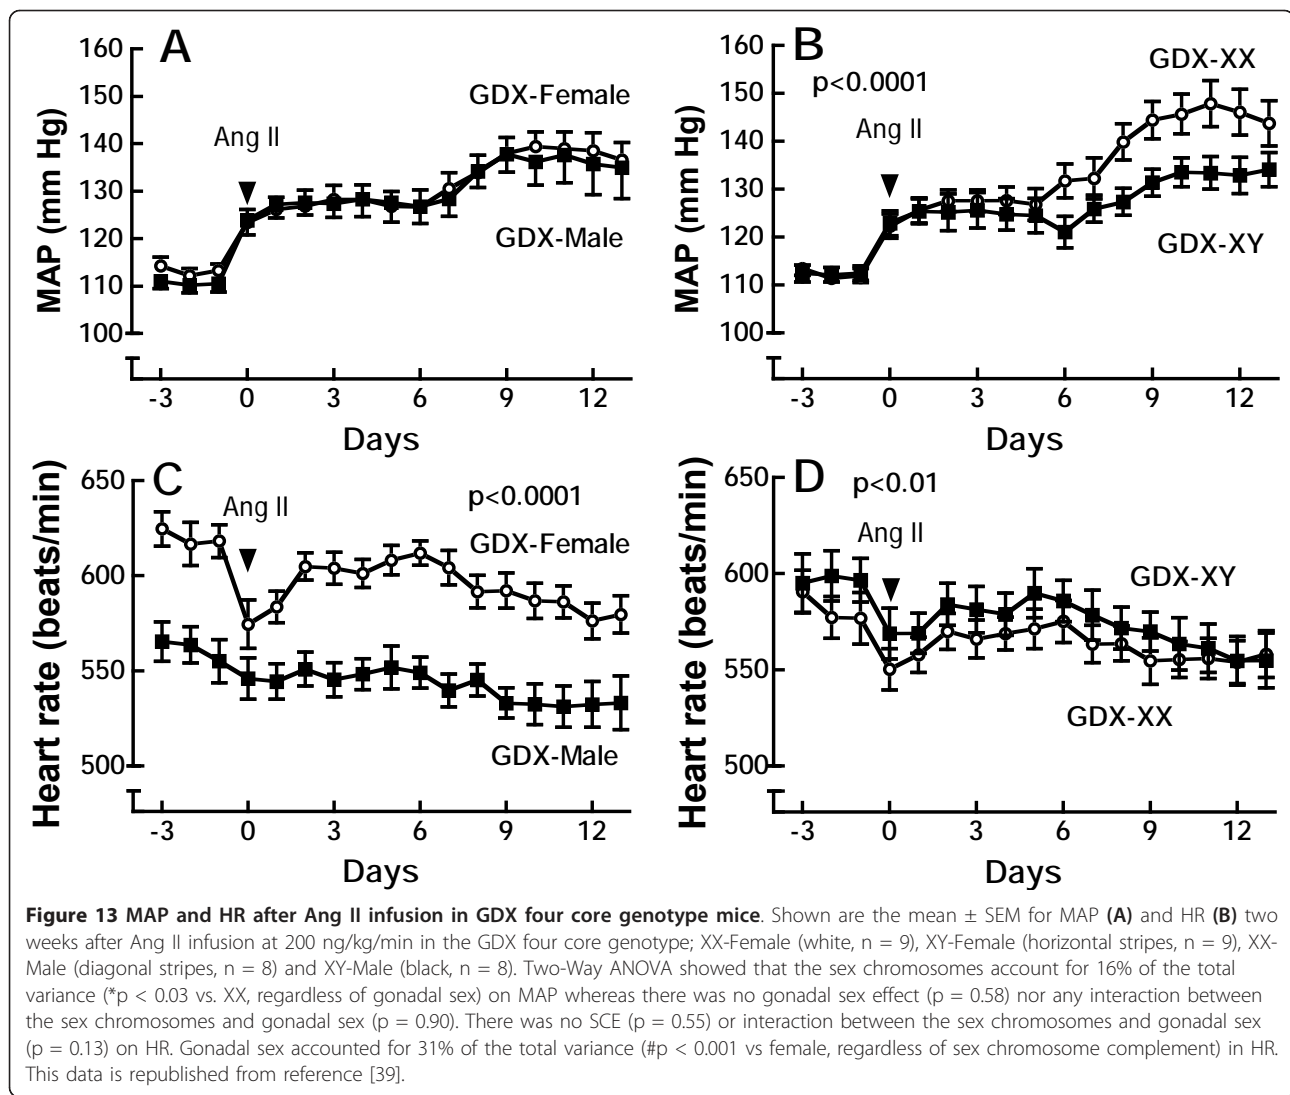 A
160
150
140
130
120
110
100
MAP (mm Hg)
Ang II
GDX-Female
GDX-Male
-3 0 3 6 9 12
Days
B
160
150
140
130
120
110
100
MAP (mm Hg)
p<0.0001
Ang II
GDX-XX
GDX-XY
-3 0 3 6 9 12
Days
C
650
600
550
500
Heart rate (beats/min)
Ang II
p<0.0001
GDX-Female
GDX-Male
-3 0 3 6 9 12
Days
D
650
600
550
500
Heart rate (beats/min)
p<0.01
Ang II
GDX-XY
GDX-XX
-3 0 3 6 9 12
Days
Figure 13 MAP and HR after Ang II infusion in GDX four core genotype mice. Shown are the mean ± SEM for MAP (A) and HR (B) two
weeks after Ang II infusion at 200 ng/kg/min in the GDX four core genotype; XX-Female (white, n = 9), XY-Female (horizontal stripes, n = 9), XX-
Male (diagonal stripes, n = 8) and XY-Male (black, n = 8). Two-Way ANOVA showed that the sex chromosomes account for 16% of the total
variance (*p < 0.03 vs. XX, regardless of gonadal sex) on MAP whereas there was no gonadal sex effect (p = 0.58) nor any interaction between
the sex chromosomes and gonadal sex (p = 0.90). There was no SCE (p = 0.55) or interaction between the sex chromosomes and gonadal sex
(p = 0.13) on HR. Gonadal sex accounted for 31% of the total variance (#p < 0.001 vs female, regardless of sex chromosome complement) in HR.
This data is republished from reference [39].